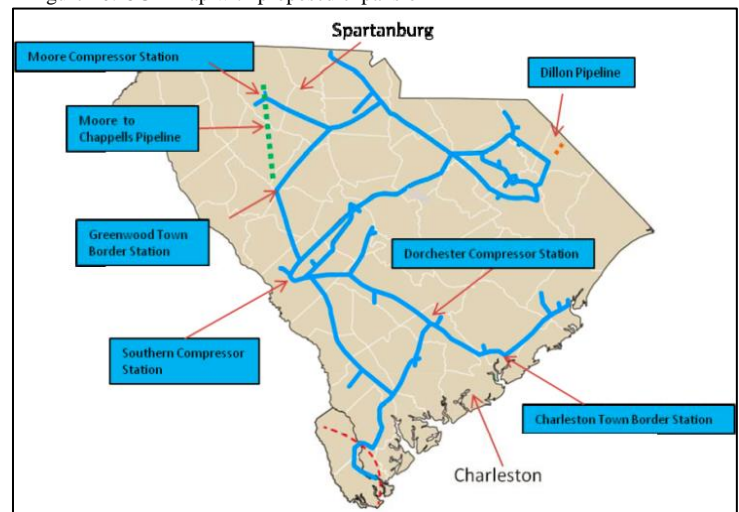 Spartanburg
Moore Compressor Station
Dillon Pipeline
Moore to
Chappells Pipeline
Greenwood Town
Border Station
Dorchester Compressor Station
Southern Compressor
Station
Charleston Town Border Station
Charleston